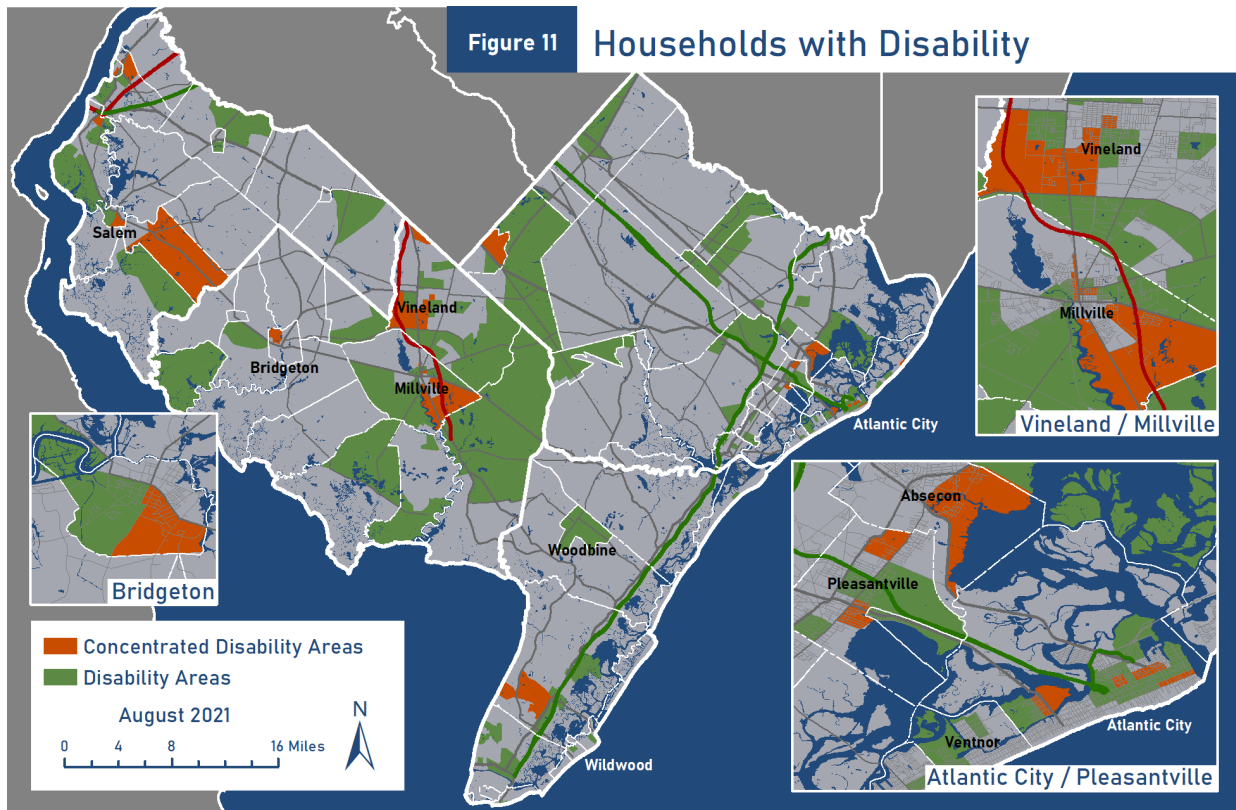 Figure 11
Households with Disability
Vineland
Millville
Vineland / Millville
Salem
Vineland
Bridgeton
Millville
Atlantic City
Bridgeton
Woodbine
Wildwood
Absecon
Pleasantville
Ventnor
Atlantic City
Atlantic City / Pleasantville
Concentrated Disability Areas
Disability Areas
August 2021
N
0 4 8 16 Miles